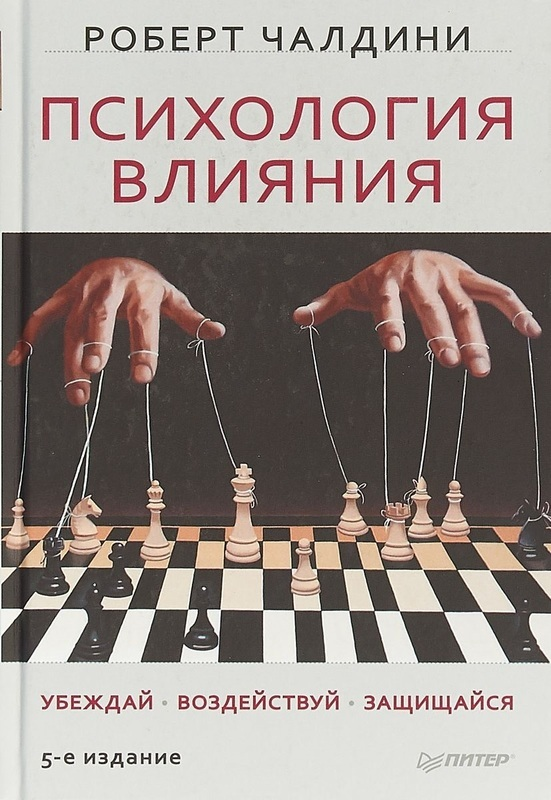 РОБЕРТ ЧАЛДИНИ
ПСИХОЛОГИЯ
ВЛИЯНИЯ
УБЕЖДАЙ • ВОЗДЕЙСТВУЙ • ЗАЩИЩАЙСЯ
5-е издание
ПИТЕР®